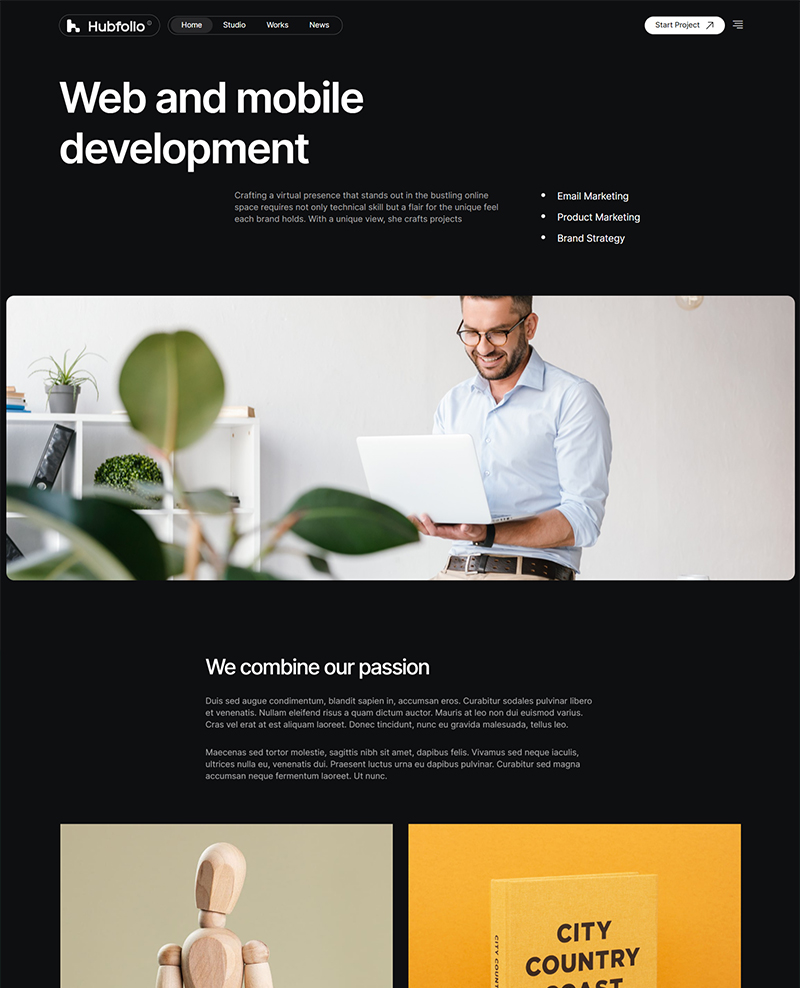 Hubfolio
Home Studio Works News
Start Project
Web and mobile
development
Crafting a virtual presence that stands out in the bustling online
space requires not only technical skill but a flair for the unique feel
each brand holds. With a unique view, she crafts projects
• Email Marketing
• Product Marketing
• Brand Strategy
We combine our passion
Duis sed augue condimentum, blandit sapien in, accumsan eros. Curabitur sodales pulvinar libero
et venenatis. Nullam eleifend risus a quam dictum auctor. Mauris at leo non dui euismod varius.
Cras vel erat at est aliquam laoreet. Donec tincidunt, nunc eu gravida malesuada, tellus leo.
Maecenas sed tortor molestie, sagittis nibh sit amet, dapibus felis. Vivamus sed neque iaculis,
ultrices nulla eu, venenatis dui. Praesent luctus urna eu dapibus pulvinar. Curabitur sed magna
accumsan neque fermentum laoreet. Ut nunc.
CITY
COUNTRY
COAST
CITY COUNT